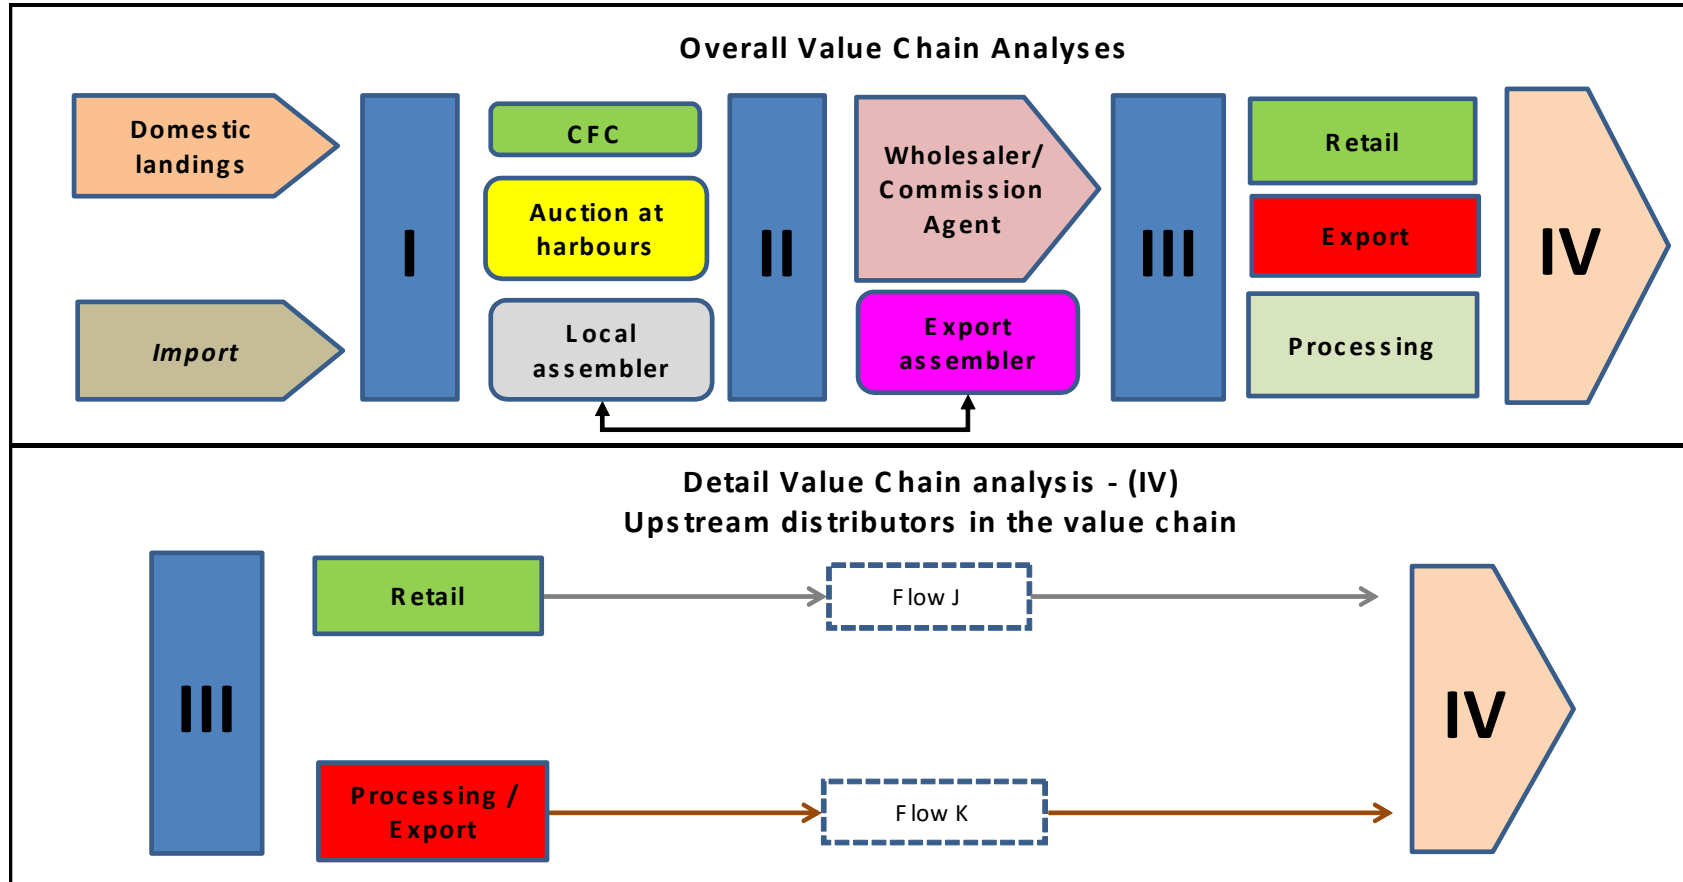 Overall Value Chain Analyses
Domestic
landings
Import
I
CFC
Auction at
harbours
Local
assembler
II
Wholesaler/
Commission
Agent
Export
assembler
III
Retail
Export
Processing
IV
Detail Value Chain analysis - (IV)
Upstream distributors in the value chain
III
Retail
Flow J
Processing /
Export
Flow K
IV